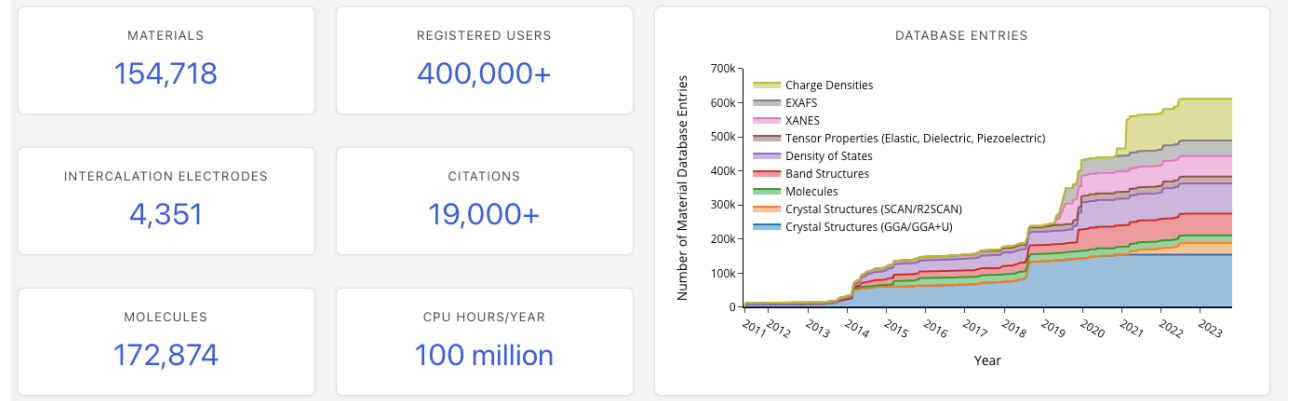 MATERIALS
154,718
REGISTERED USERS
400,000+
INTERCALATION ELECTRODES
4,351
CITATIONS
19,000+
MOLECULES
172,874
CPU HOURS/YEAR
100 million
DATABASE ENTRIES
Number of Material Database Entries
700k
600k
500k
400k
300k
200k
100k
0
Charge Densities
EXAFS
XANES
Tensor Properties (Elastic, Dielectric, Piezoelectric)
Density of States
Band Structures
Molecules
Crystal Structures (SCAN/R2SCAN)
Crystal Structures (GGA/GGA+U)
2011
2012
2013
2014
2015
2016
2017
2018
2019
2020
2021
2022
2023
Year